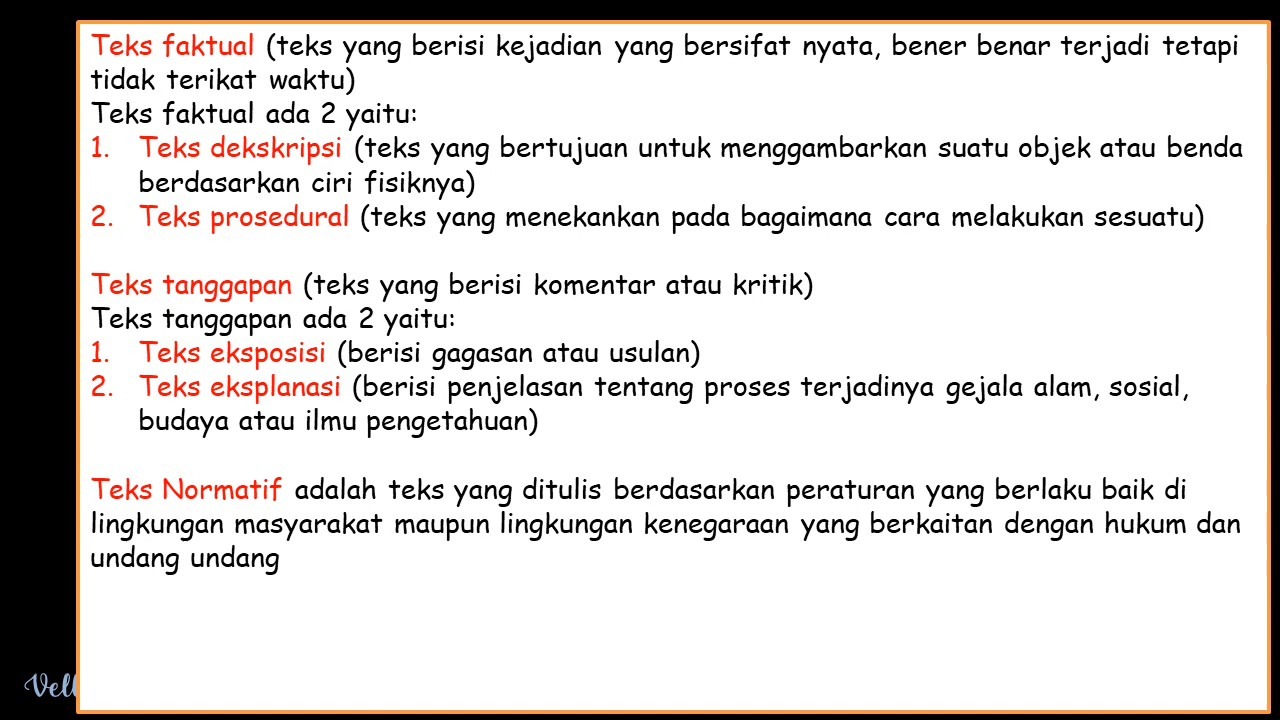 Teks faktual (teks yang berisi kejadian yang bersifat nyata, bener benar terjadi tetapi
tidak terikat waktu)
Teks faktual ada 2 yaitu:
1. Teks dekskripsi (teks yang bertujuan untuk menggambarkan suatu objek atau benda
berdasarkan ciri fisiknya)
2. Teks prosedural (teks yang menekankan pada bagaimana cara melakukan sesuatu)
Teks tanggapan (teks yang berisi komentar atau kritik)
Teks tanggapan ada 2 yaitu:
1. Teks eksposisi (berisi gagasan atau usulan)
2. Teks eksplanasi (berisi penjelasan tentang proses terjadinya gejala alam, sosial,
budaya atau ilmu pengetahuan)
Teks Normatif adalah teks yang ditulis berdasarkan peraturan yang berlaku baik di
lingkungan masyarakat maupun lingkungan kenegaraan yang berkaitan dengan hukum dan
undang undang